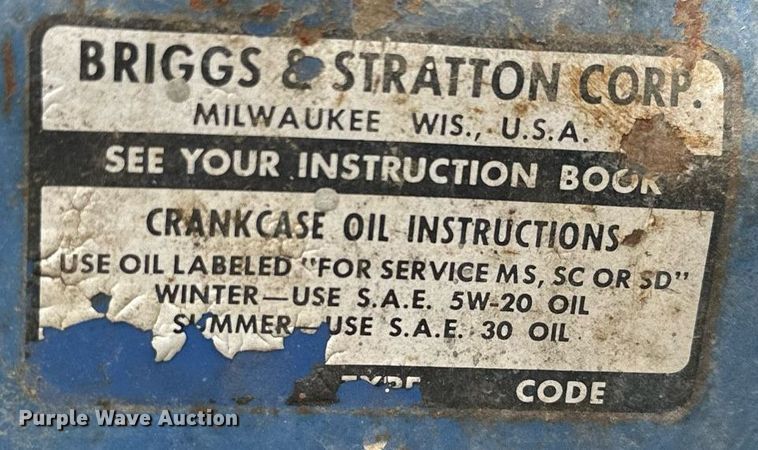 BRIGGS & STRATTON CORP.
MILWAUKEE WIS., U.S.A.
SEE YOUR INSTRUCTION BOOK
CRANKCASE OIL INSTRUCTIONS
USE OIL LABELED "FOR SERVICE MS, SC OR SD"
WINTER—USE S.A.E. 5W-20 OIL
SUMMER—USE S.A.E. 30 OIL
TYPE CODE
Purple Wave Auction